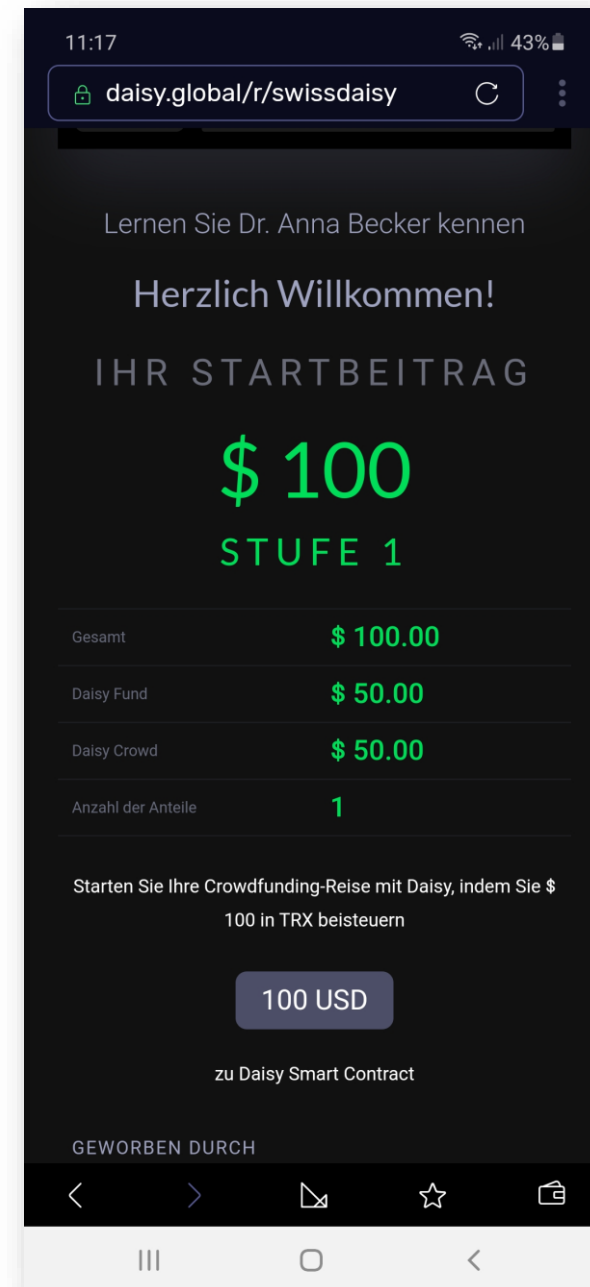 11:17
43%
daisy.global/r/swissdaisy
Lernen Sie Dr. Anna Becker kennen
Herzlich Willkommen!
IHR STARTBEITRAG
$ 100
STUFE 1
Gesamt $ 100.00
Daisy Fund $ 50.00
Daisy Crowd $ 50.00
Anzahl der Anteile 1
Starten Sie Ihre Crowdfunding-Reise mit Daisy, indem Sie $
100 in TRX beisteuern
100 USD
zu Daisy Smart Contract
GEWORBEN DURCH